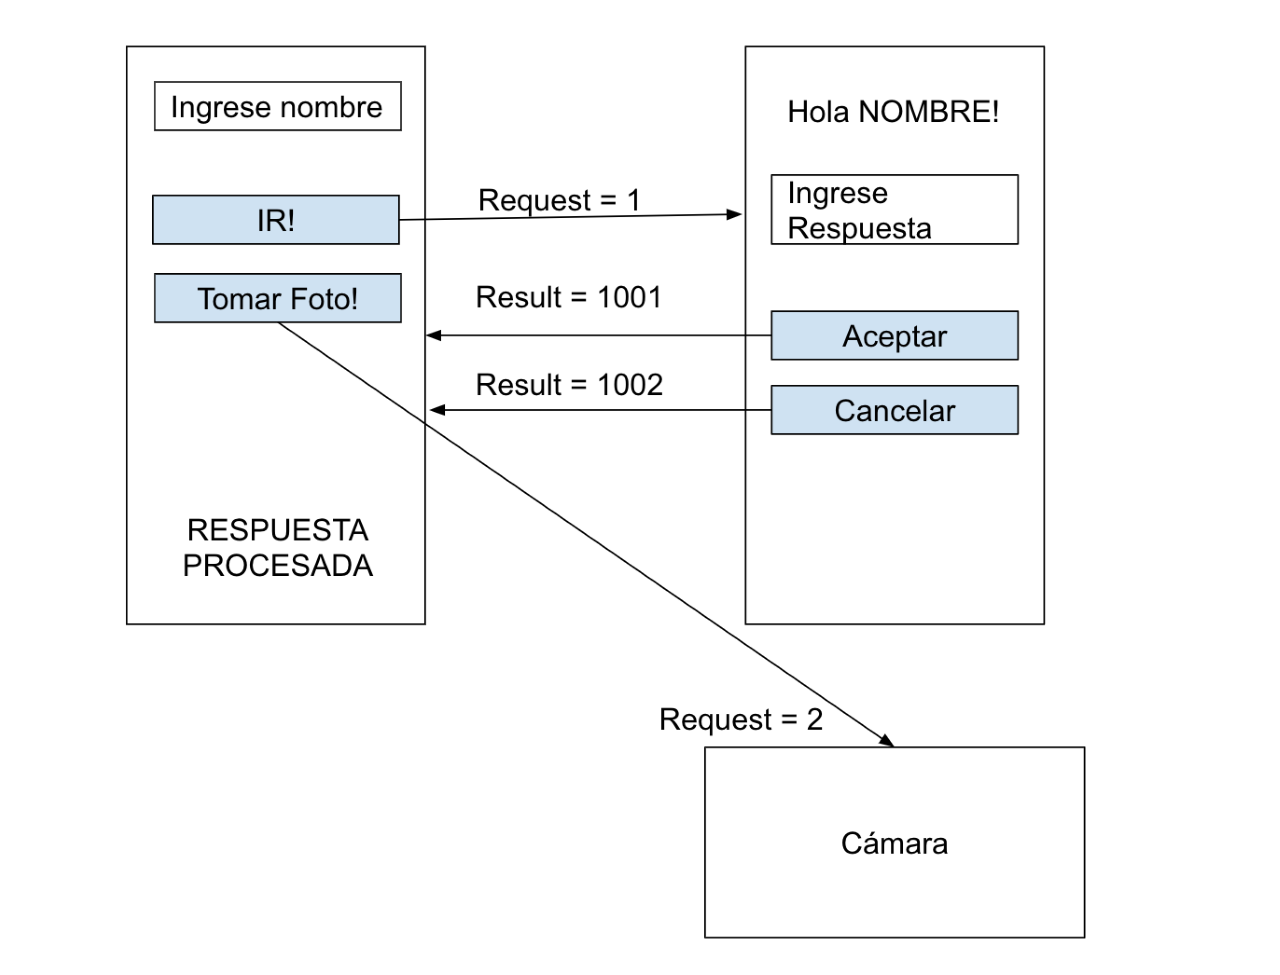 Ingrese nombre
IR!
Tomar Foto!
RESPUESTA
PROCESADA
Request = 1
Result = 1001
Result = 1002
Hola NOMBRE!
Ingrese
Respuesta
Aceptar
Cancelar
Request = 2
Cámara